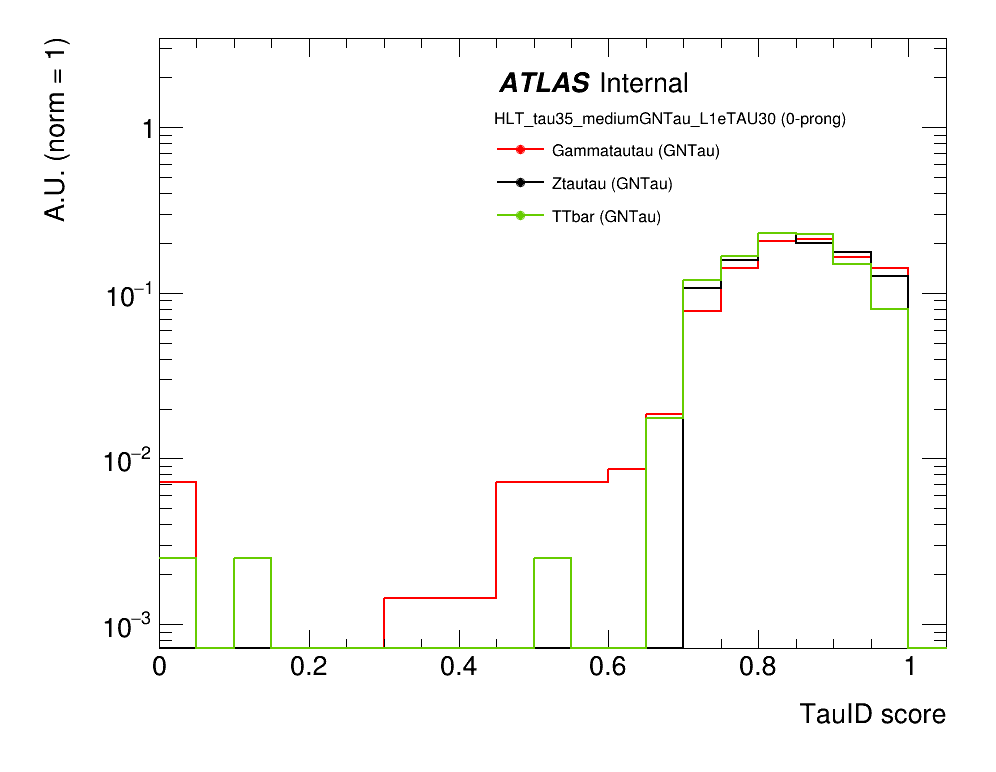 A.U. (norm = 1)
ATLAS Internal
HLT_tau35_mediumGNTau_L1eTAU30 (0-prong)
Gammatautau (GNTau)
Ztautau (GNTau)
TTbar (GNTau)
1
10⁻¹
10⁻²
10⁻³
0 0.2 0.4 0.6 0.8 1
TauID score